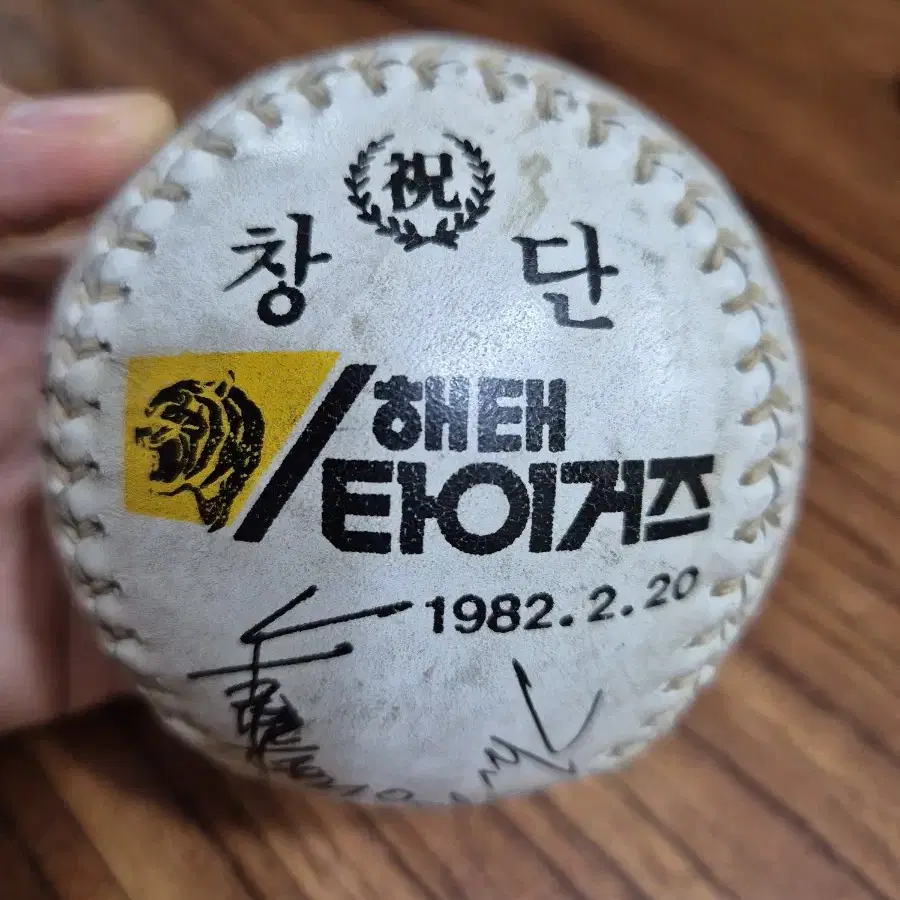 祝
창 단
해태
타이거즈
1982.2.20